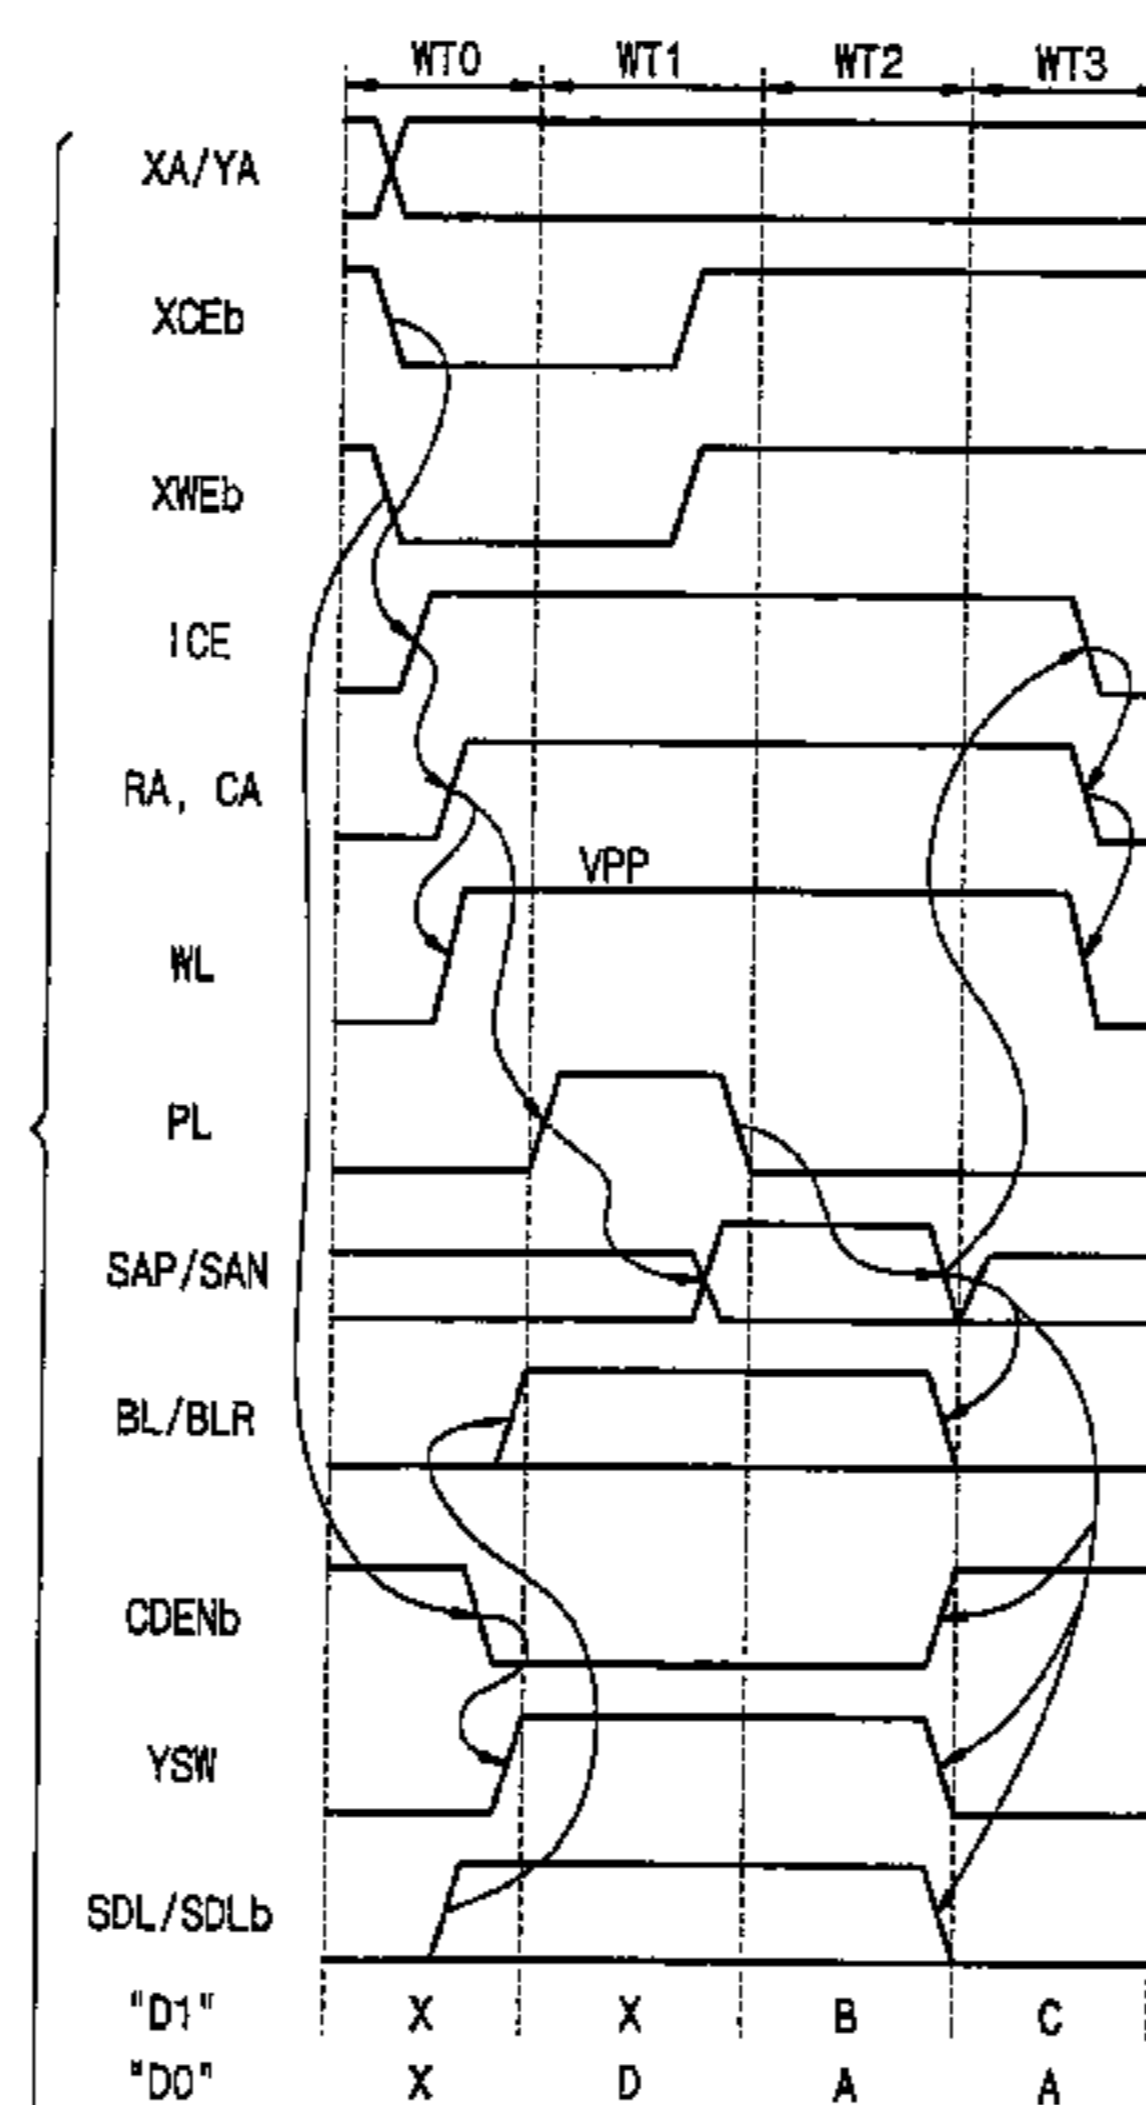 WT0 WT1 WT2 WT3
XA/YA
XCEb
XWEb
ICE
RA, CA
VPP
WL
PL
SAP/SAN
BL/BLR
CDENb
YSW
SDL/SDLb
"D1" X X B C
"D0" X D A A